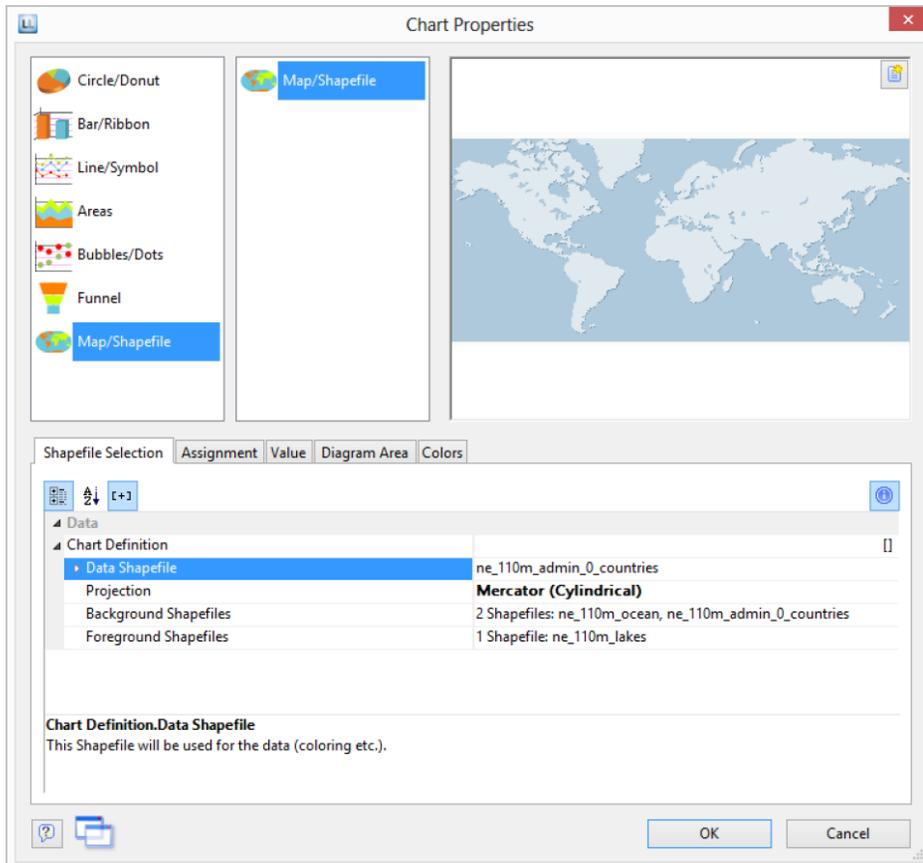 LL
Chart Properties
Circle/Donut
Bar/Ribbon
Line/Symbol
Areas
Bubbles/Dots
Funnel
Map/Shapefile
Map/Shapefile
Shapefile Selection Assignment Value Diagram Area Colors
A Z [+]
Data
Chart Definition []
Data Shapefile ne_110m_admin_0_countries
Projection Mercator (Cylindrical)
Background Shapefiles 2 Shapefiles: ne_110m_ocean, ne_110m_admin_0_countries
Foreground Shapefiles 1 Shapefile: ne_110m_lakes
Chart Definition.Data Shapefile
This Shapefile will be used for the data (coloring etc.).
?
OK Cancel